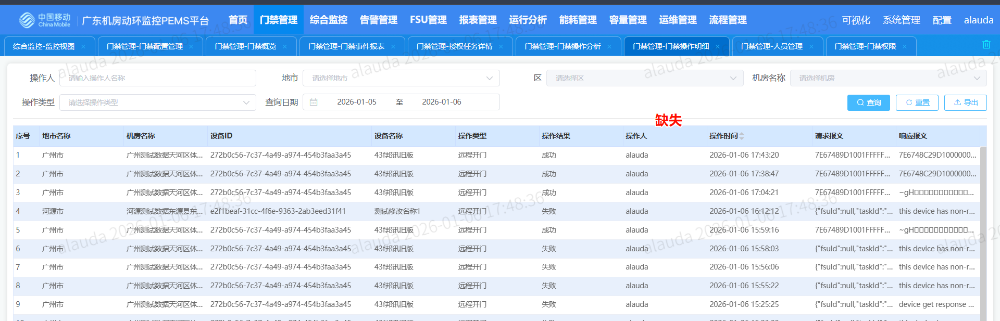 中国移动 China Mobile 广东机房动环监控PEMS平台 首页 门禁管理 综合监控 告警管理 FSU管理 报表管理 运行分析 能耗管理 容量管理 运维管理 流程管理 可视化 系统管理 配置 alauda
综合监控-监控视图 × 门禁管理-门禁配置管理 × 门禁管理-门禁概览 × 门禁管理-门禁事件报表 × 门禁管理-授权任务详情 × 门禁管理-门禁操作分析 × 门禁管理-门禁操作明细 × 门禁管理-人员管理 × 门禁管理-门禁权限 ×
操作人 请输入操作人名称 地市 请选择地市 区 请选择区 机房名称 请选择机房
操作类型 请选择操作类型 查询日期 2026-01-05 至 2026-01-06 查询 重置 导出
缺失
序号 地市名称 机房名称 设备ID 设备名称 操作类型 操作结果 操作人 操作时间 请求报文 响应报文
1 广州市 广州测试数据天河区体... 272b0c56-7c37-4a49-a974-454b3faa3a45 43f邦讯旧版 远程开门 成功 alauda 2026-01-06 17:43:20 7E67489D1001FFFFF... 7E6748C29D1000000...
2 广州市 广州测试数据天河区体... 272b0c56-7c37-4a49-a974-454b3faa3a45 43f邦讯旧版 远程开门 成功 alauda 2026-01-06 17:38:47 7E67489D1001FFFFF... 7E6748C29D1000000...
3 广州市 广州测试数据天河区体... 272b0c56-7c37-4a49-a974-454b3faa3a45 43f邦讯旧版 远程开门 成功 alauda 2026-01-06 17:04:21 7E67489D1001FFFFF... ~gH▯▯▯▯▯▯▯▯▯▯▯...
4 河源市 河源测试数据东源县东... e2f1beaf-31cc-4f6e-9363-2ab3eed31f41 测试修改名称1 远程开门 失败 alauda 2026-01-06 16:12:12 {"fsuId":null,"taskId":"... this device has non-r...
5 广州市 广州测试数据天河区体... 272b0c56-7c37-4a49-a974-454b3faa3a45 43f邦讯旧版 远程开门 成功 alauda 2026-01-06 15:59:16 7E67489D1001FFFFF... ~gH▯▯▯▯▯▯▯▯▯▯▯...
6 广州市 广州测试数据天河区体... 272b0c56-7c37-4a49-a974-454b3faa3a45 43f邦讯旧版 远程开门 失败 alauda 2026-01-06 15:58:03 {"fsuId":null,"taskId":"... this device has non-r...
7 广州市 广州测试数据天河区体... 272b0c56-7c37-4a49-a974-454b3faa3a45 43f邦讯旧版 远程开门 失败 alauda 2026-01-06 15:56:06 {"fsuId":null,"taskId":"... this device has non-r...
8 广州市 广州测试数据天河区体... 272b0c56-7c37-4a49-a974-454b3faa3a45 43f邦讯旧版 远程开门 失败 alauda 2026-01-06 15:55:22 {"fsuId":null,"taskId":"... this device has non-r...
9 广州市 广州测试数据天河区体... 272b0c56-7c37-4a49-a974-454b3faa3a45 43f邦讯旧版 远程开门 失败 alauda 2026-01-06 15:25:25 {"fsuId":null,"taskId":"... device get response ...
alauda 2026-01-06 17:48:36